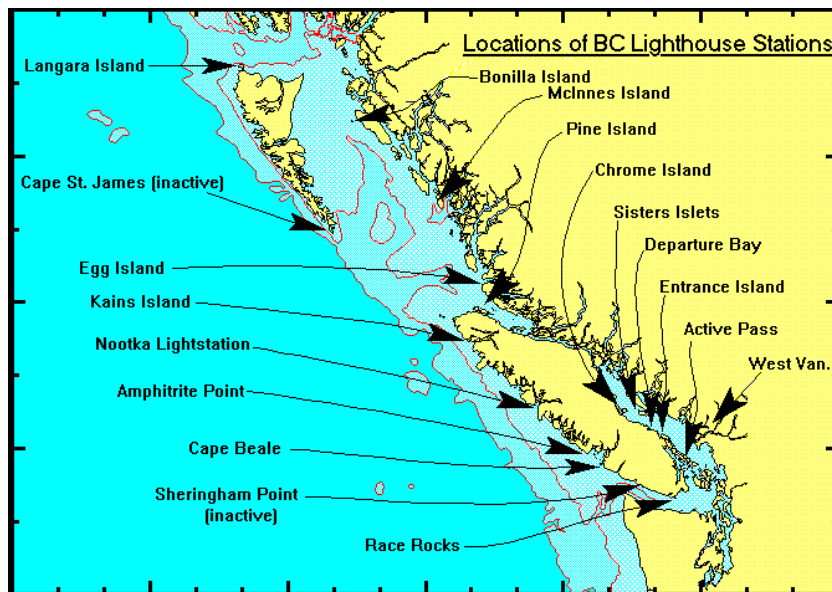 Locations of BC Lighthouse Stations
Langara Island
Bonilla Island
McInnes Island
Pine Island
Chrome Island
Cape St. James (inactive)
Sisters Islets
Departure Bay
Egg Island
Entrance Island
Kains Island
Active Pass
Nootka Lightstation
West Van.
Amphitrite Point
Cape Beale
Sheringham Point
(inactive)
Race Rocks